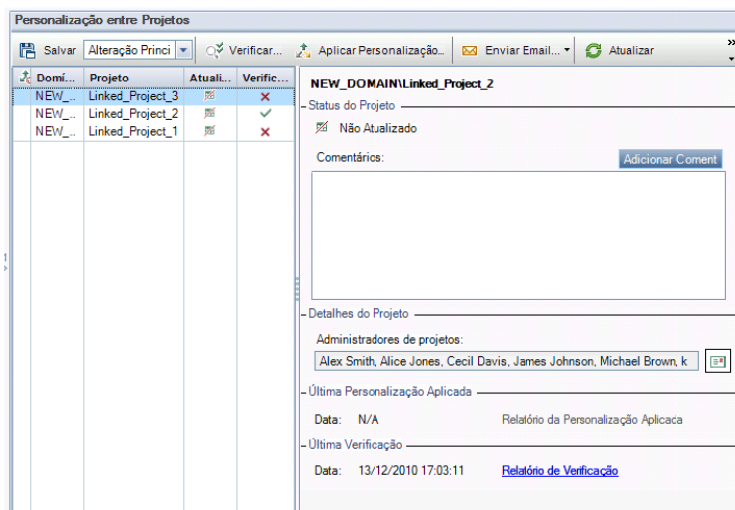 Personalização entre Projetos
Salvar Alteração Princi Verificar... Aplicar Personalização... Enviar Email... Atualizar
Domí... Projeto Atuali... Verific...
NEW_... Linked_Project_3
NEW_... Linked_Project_2
NEW_... Linked_Project_1
NEW_DOMAIN\Linked_Project_2
Status do Projeto
Não Atualizado
Comentários:
Adicionar Coment
Detalhes do Projeto
Administradores de projetos:
Alex Smith, Alice Jones, Cecil Davis, James Johnson, Michael Brown, k
Última Personalização Aplicada
Data: N/A Relatório da Personalização Aplicada
Última Verificação
Data: 13/12/2010 17:03:11 Relatório de Verificação